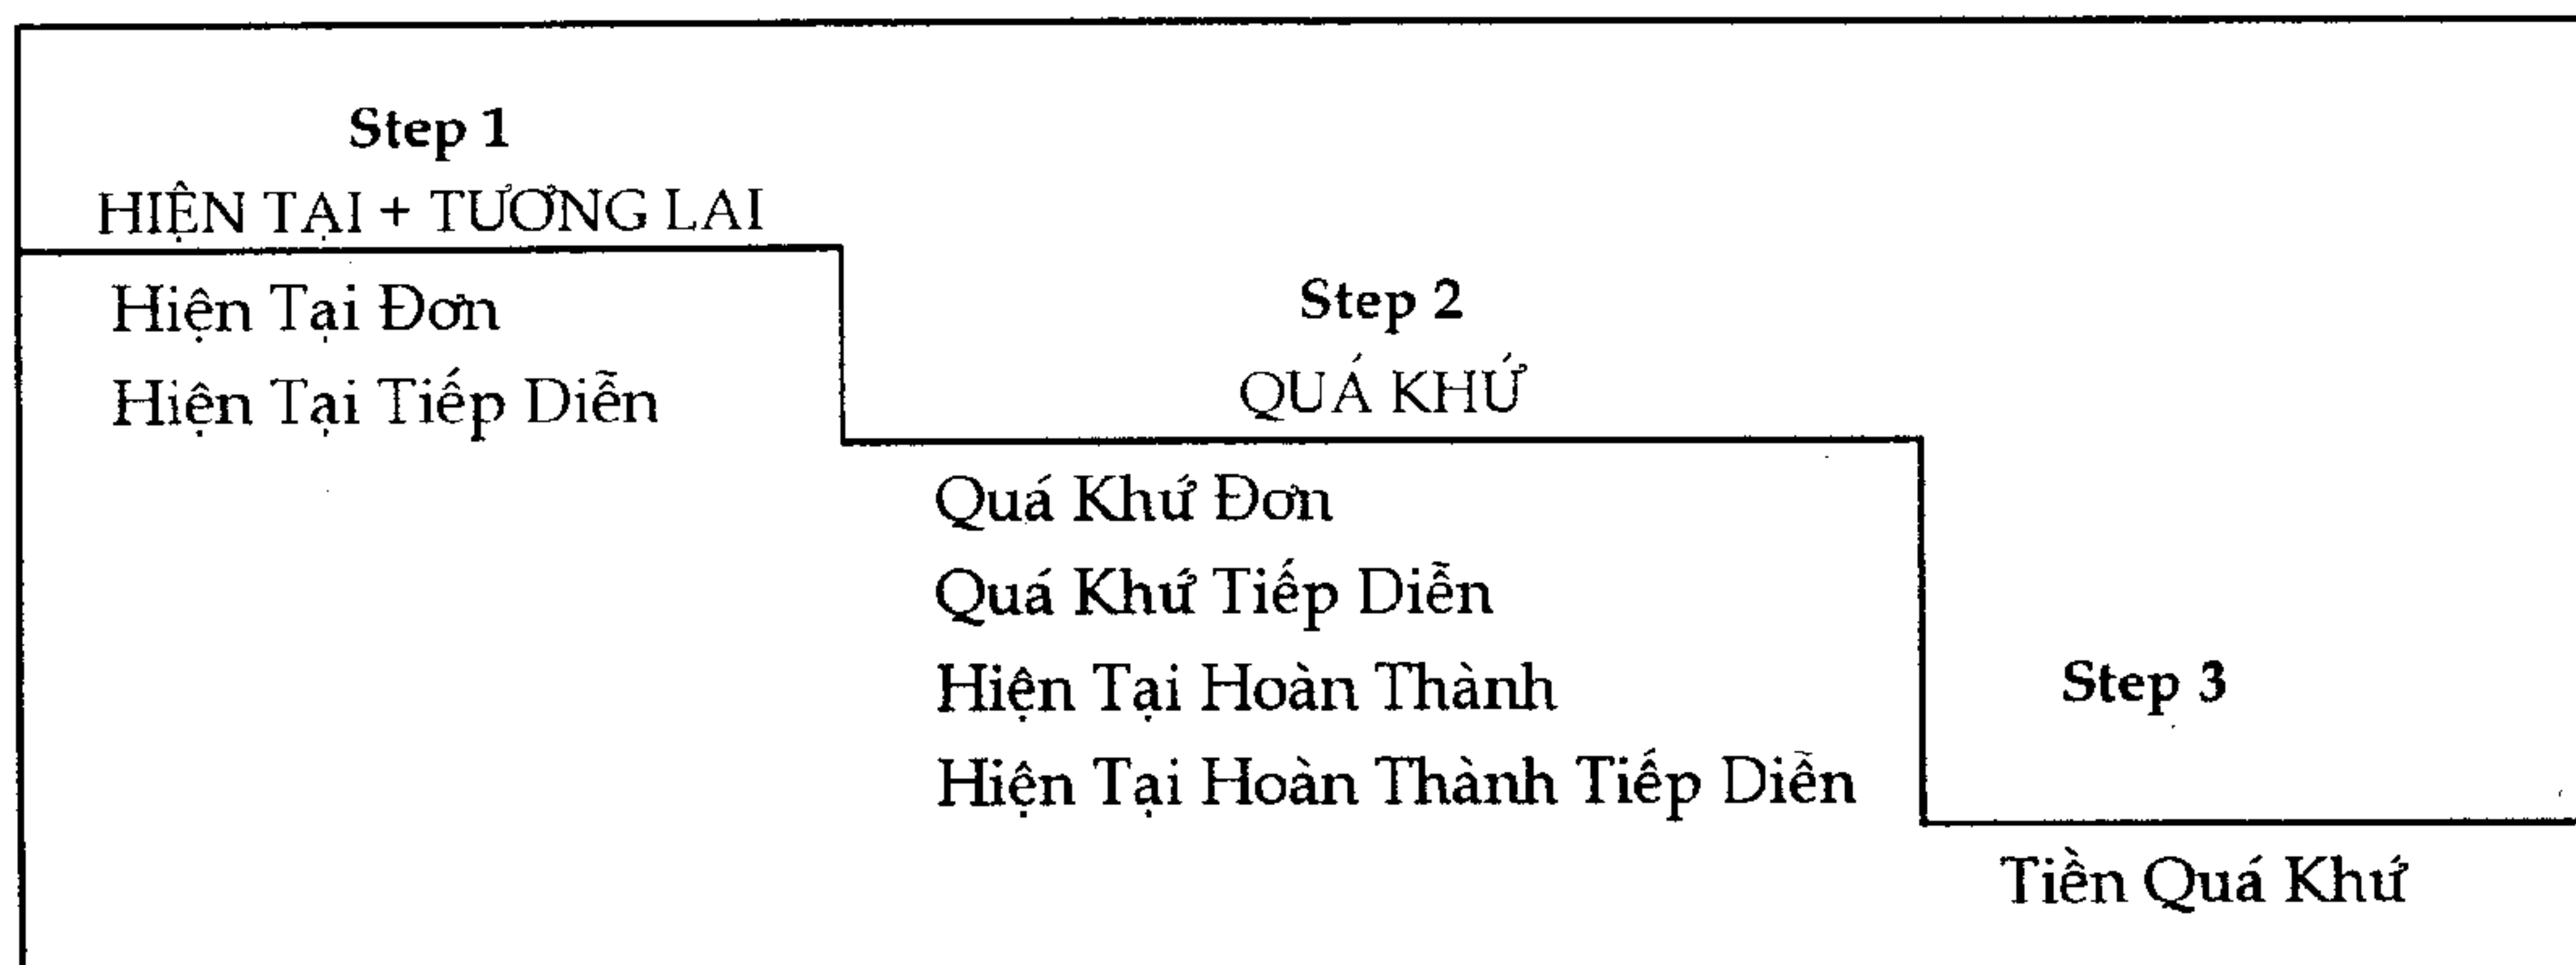 Step 1
HIỆN TẠI + TƯƠNG LAI
Hiện Tại Đơn
Hiện Tại Tiếp Diễn
Step 2
QUÁ KHỨ
Quá Khứ Đơn
Quá Khứ Tiếp Diễn
Hiện Tại Hoàn Thành
Hiện Tại Hoàn Thành Tiếp Diễn
Step 3
Tiền Quá Khứ